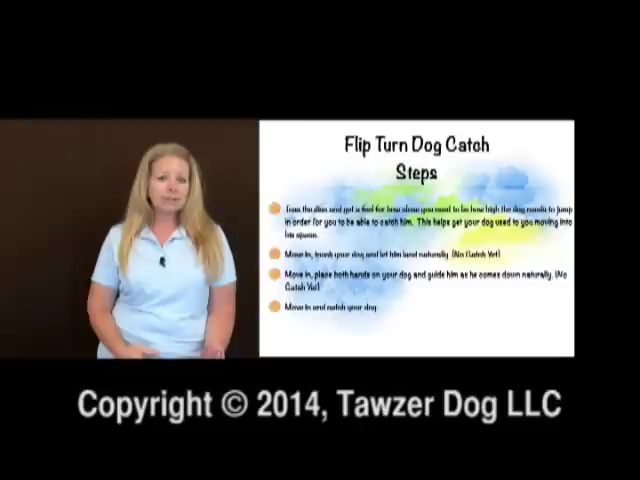 Flip Turn Dog Catch
Steps
Toss the disc and get a feel for how close you need to be how high the dog needs to jump
in order for you to be able to catch him. This helps get your dog used to you moving into
his space.
Move in, touch your dog and let him land naturally. (No Catch Yet)
Move in, place both hands on your dog and guide him as he comes down naturally. (No
Catch Yet)
Move in and catch your dog
Copyright © 2014, Tawzer Dog LLC